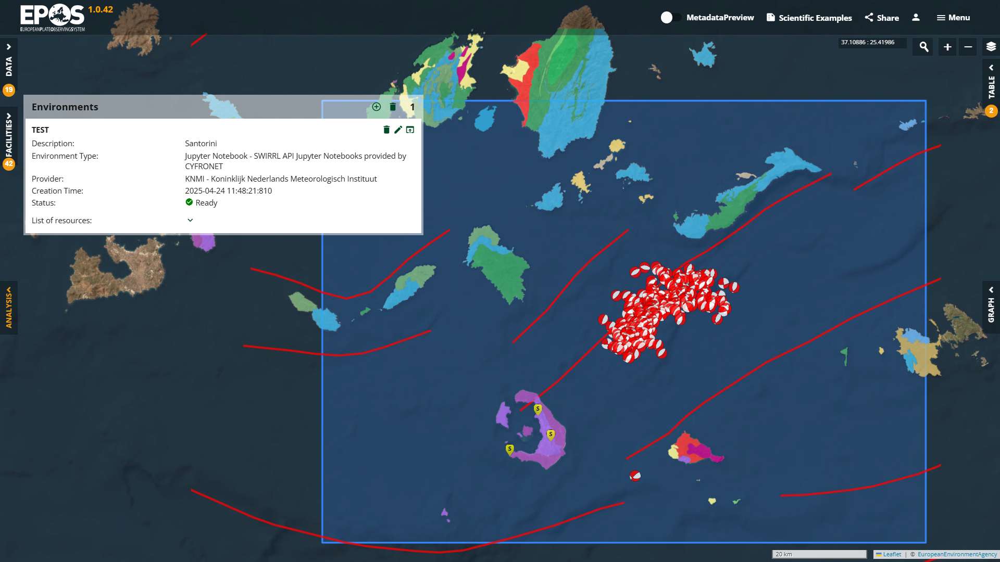 EPOS 1.0.42
EUROPEANPLATEOBSERVINGSYSTEM
MetadataPreview
Scientific Examples
Share
Menu
37.10886 : 25.41986
DATA
19
FACILITIES
42
ANALYSIS
TABLE
2
GRAPH
Environments
1
TEST
Description: Santorini
Environment Type: Jupyter Notebook - SWIRRL API Jupyter Notebooks provided by
CYFRONET
Provider: KNMI - Koninklijk Nederlands Meteorologisch Instituut
Creation Time: 2025-04-24 11:48:21:810
Status: Ready
List of resources:
S
S
S
20 km
Leaflet | © EuropeanEnvironmentAgency